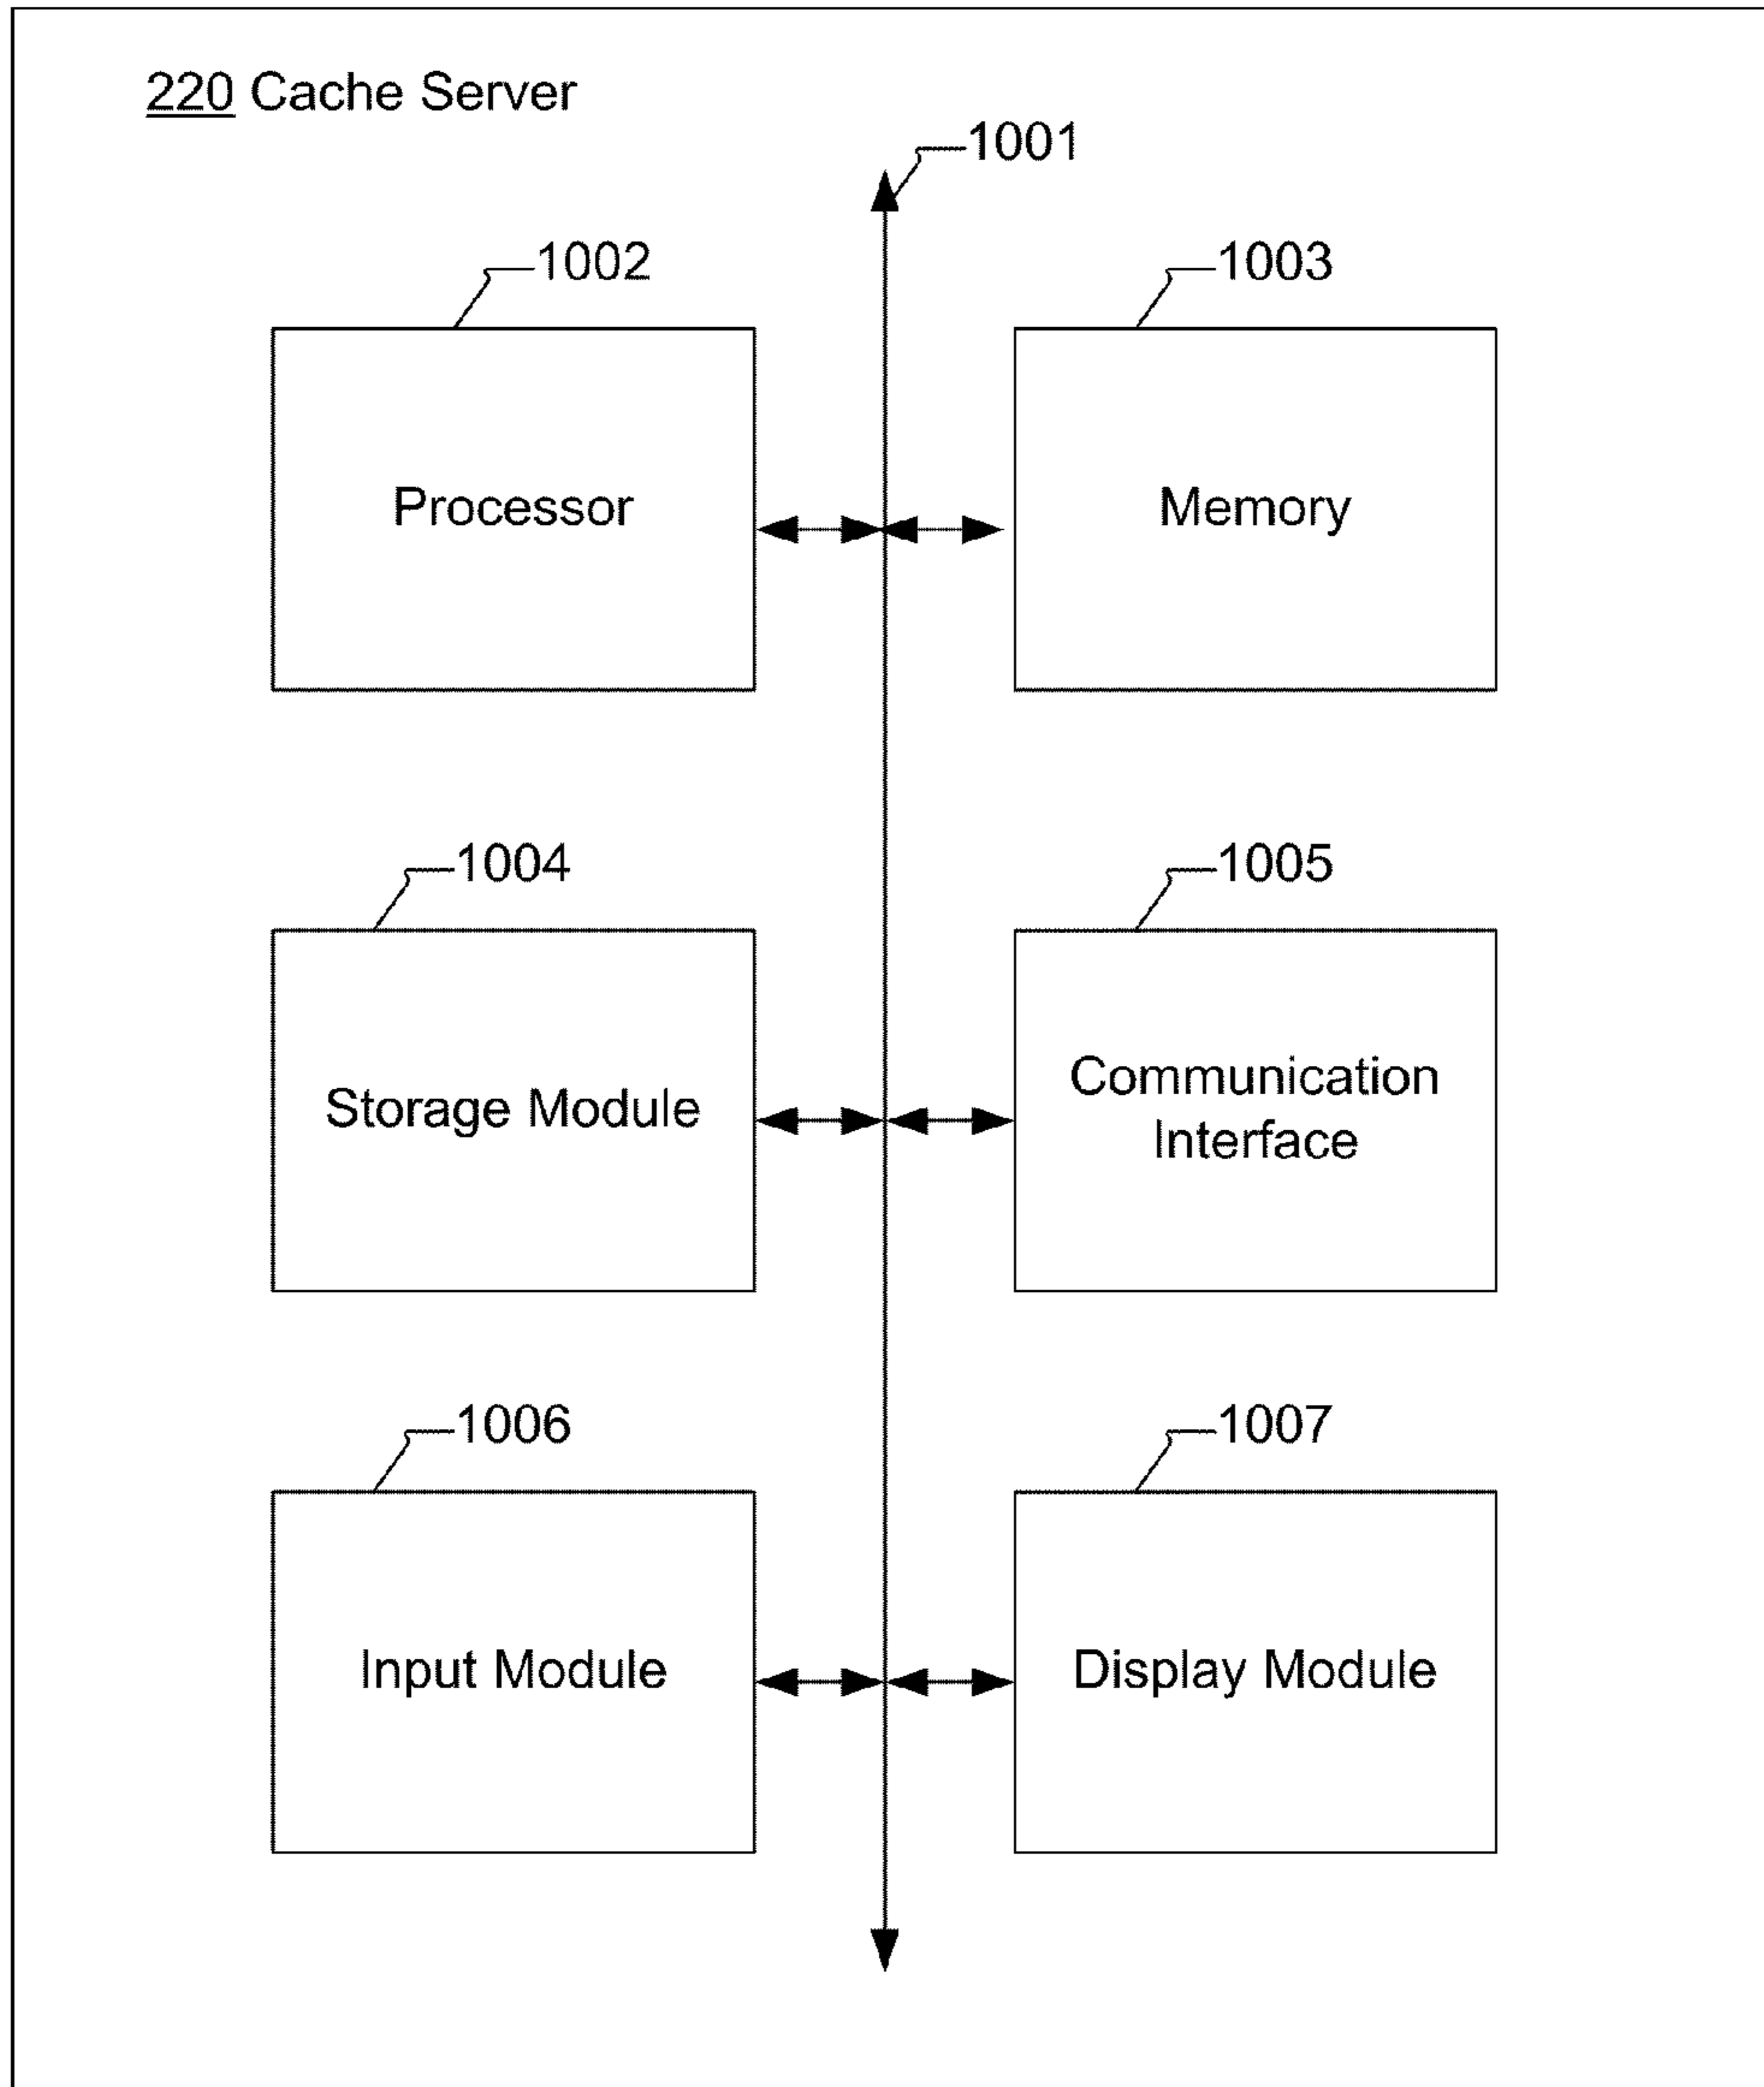 220 Cache Server
1001
1002
1003
Processor
Memory
1004
1005
Storage Module
Communication
Interface
1006
1007
Input Module
Display Module